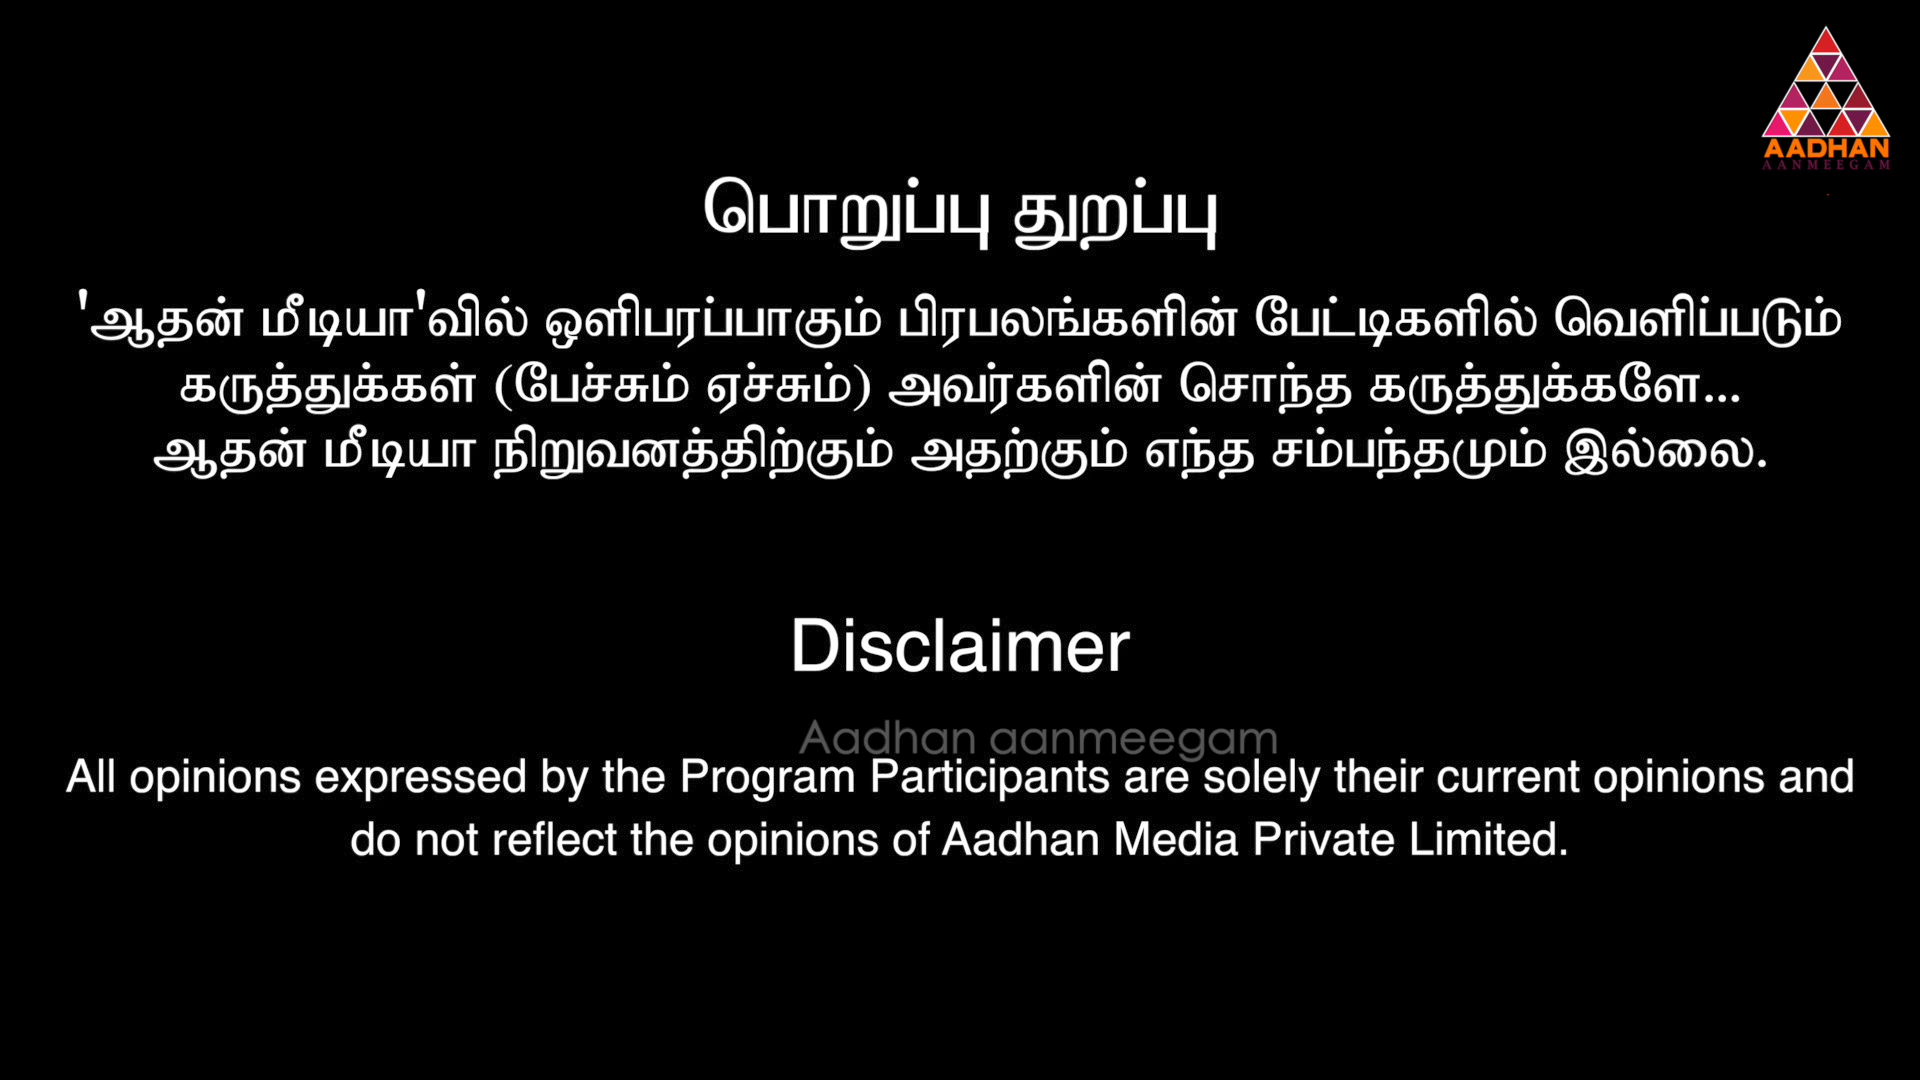 AADHAN
AANMEEGAM
பொறுப்பு துறப்பு
'ஆதன் மீடியா'வில் ஒளிபரப்பாகும் பிரபலங்களின் பேட்டிகளில் வெளிப்படும்
கருத்துக்கள் (பேச்சும் ஏச்சும்) அவர்களின் சொந்த கருத்துக்களே...
ஆதன் மீடியா நிறுவனத்திற்கும் அதற்கும் எந்த சம்பந்தமும் இல்லை.
Disclaimer
Aadhan aanmeegam
All opinions expressed by the Program Participants are solely their current opinions and
do not reflect the opinions of Aadhan Media Private Limited.